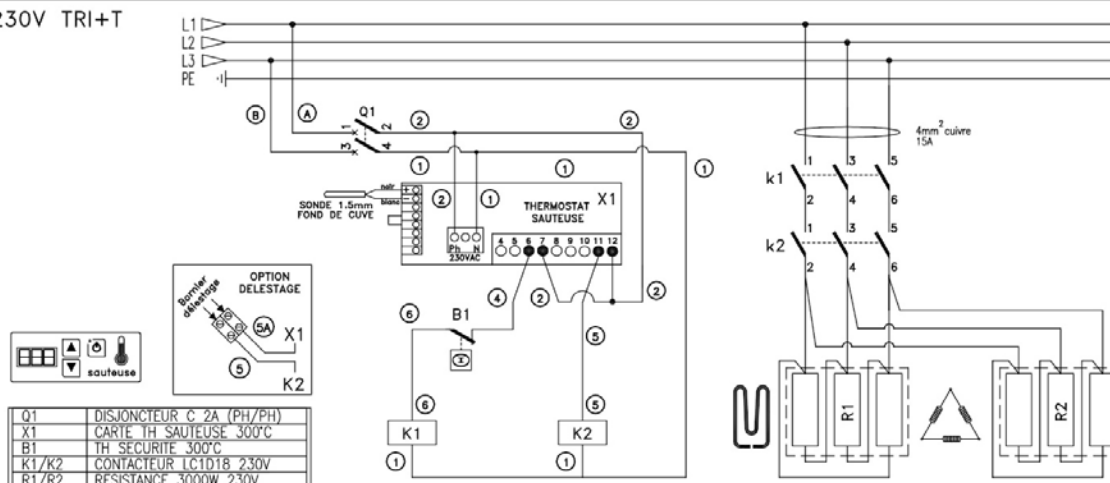 230V TRI+T
L1
L2
L3
PE
B
A
Q1
1
2
3
4
2
2
1
1
1
4mm² cuivre
15A
k1
1
3
5
2
4
6
k2
1
3
5
2
4
6
SONDE 1.5mm
FOND DE CUVE
noir
blanc
+
-
2
1
THERMOSTAT X1
SAUTEUSE
Ph N
230VAC
4 5 6 7 8 9 10 11 12
4
2
2
6
B1
5
OPTION
DELESTAGE
Bornier
délestage
5A
X1
5
K2
sauteuse
6
5
K1
K2
1
1
R1
R2
Q1 DISJONCTEUR C 2A (PH/PH)
X1 CARTE TH SAUTEUSE 300°C
B1 TH SECURITE 300°C
K1/K2 CONTACTEUR LC1D18 230V
R1/R2 RESISTANCE 3000W 230V